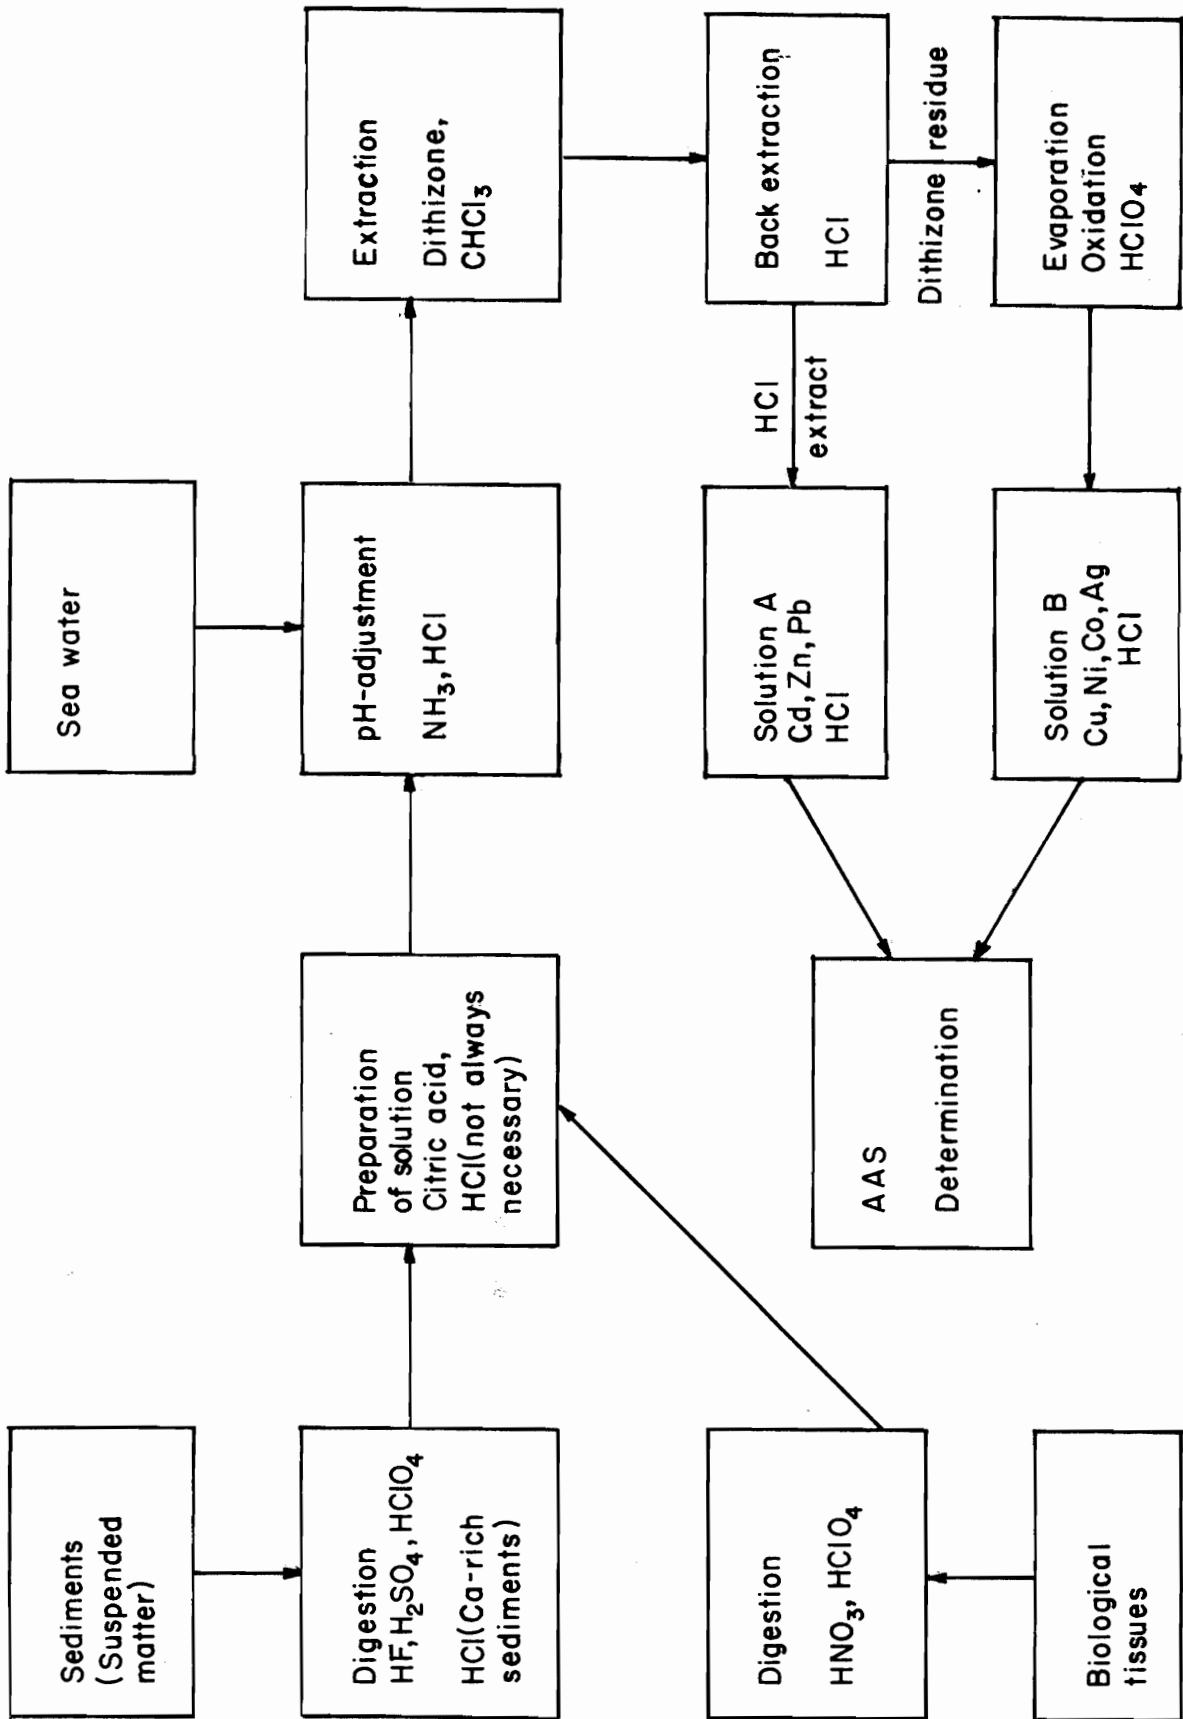 Sediments
(Suspended
matter)
Digestion
HF, H₂SO₄, HClO₄
HCl(Ca-rich
sediments)
Digestion
HNO₃, HClO₄
Biological
tissues
Preparation
of solution
Citric acid,
HCl(not always
necessary)
Sea water
pH-adjustment
NH₃, HCl
Extraction
Dithizone,
CHCl₃
Back extraction
HCl
HCl
extract
Dithizone residue
Evaporation
Oxidation
HClO₄
Solution A
Cd, Zn, Pb
HCl
Solution B
Cu, Ni, Co, Ag
HCl
AAS
Determination